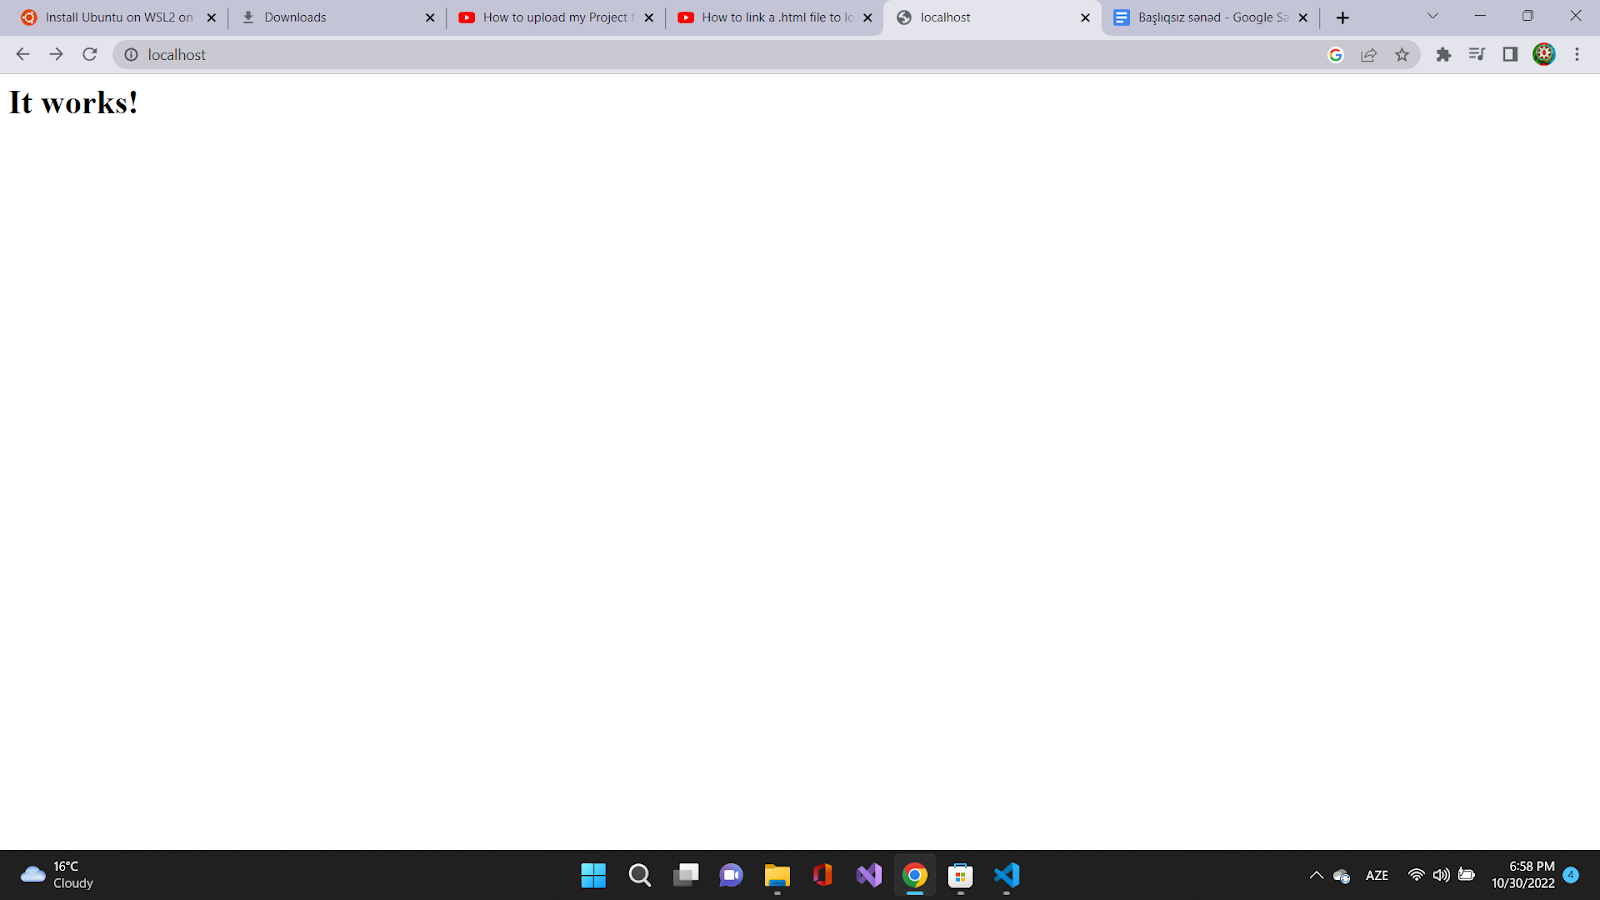 Install Ubuntu on WSL2 on
Downloads
How to upload my Project f
How to link a .html file to lo
localhost
Başlıqsız sənəd - Google Sə
localhost
It works!
16°C
Cloudy
AZE
6:58 PM
10/30/2022
4